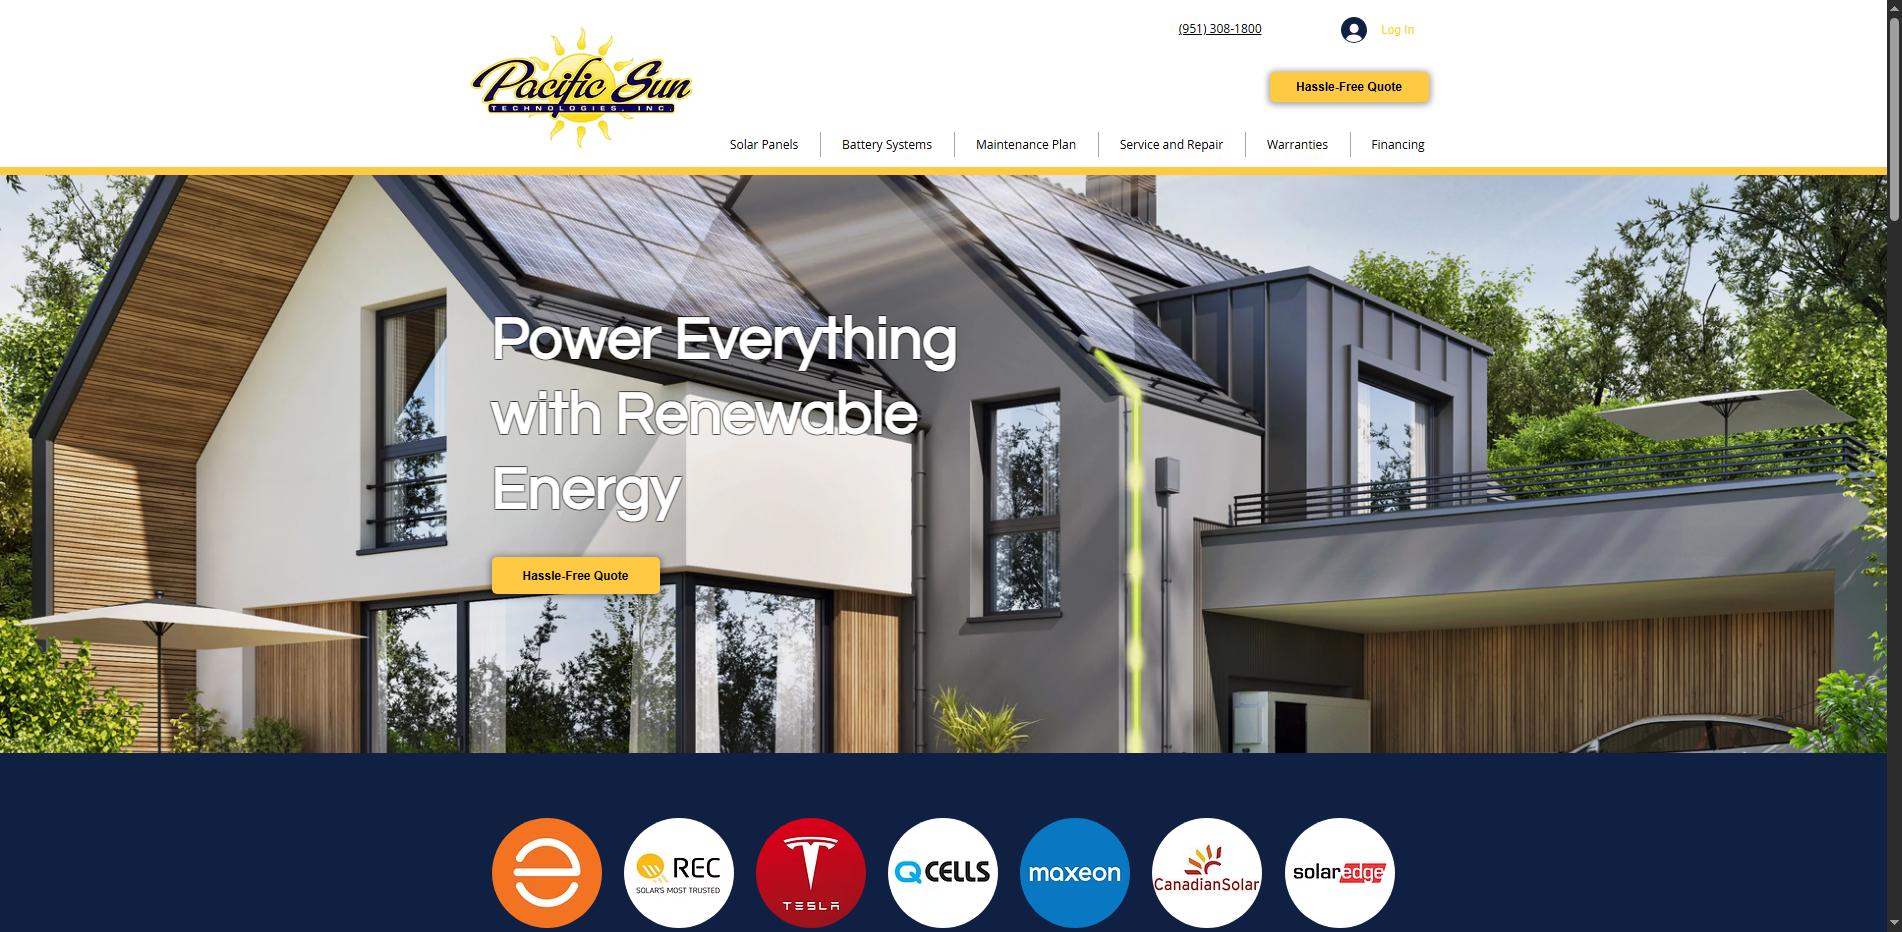 (951) 308-1800
Log In
Pacific Sun
TECHNOLOGIES, INC.
Hassle-Free Quote
Solar Panels
Battery Systems
Maintenance Plan
Service and Repair
Warranties
Financing
Power Everything
with Renewable
Energy
Hassle-Free Quote
REC
SOLAR'S MOST TRUSTED
TESLA
Q CELLS
maxeon
CanadianSolar
solaredge